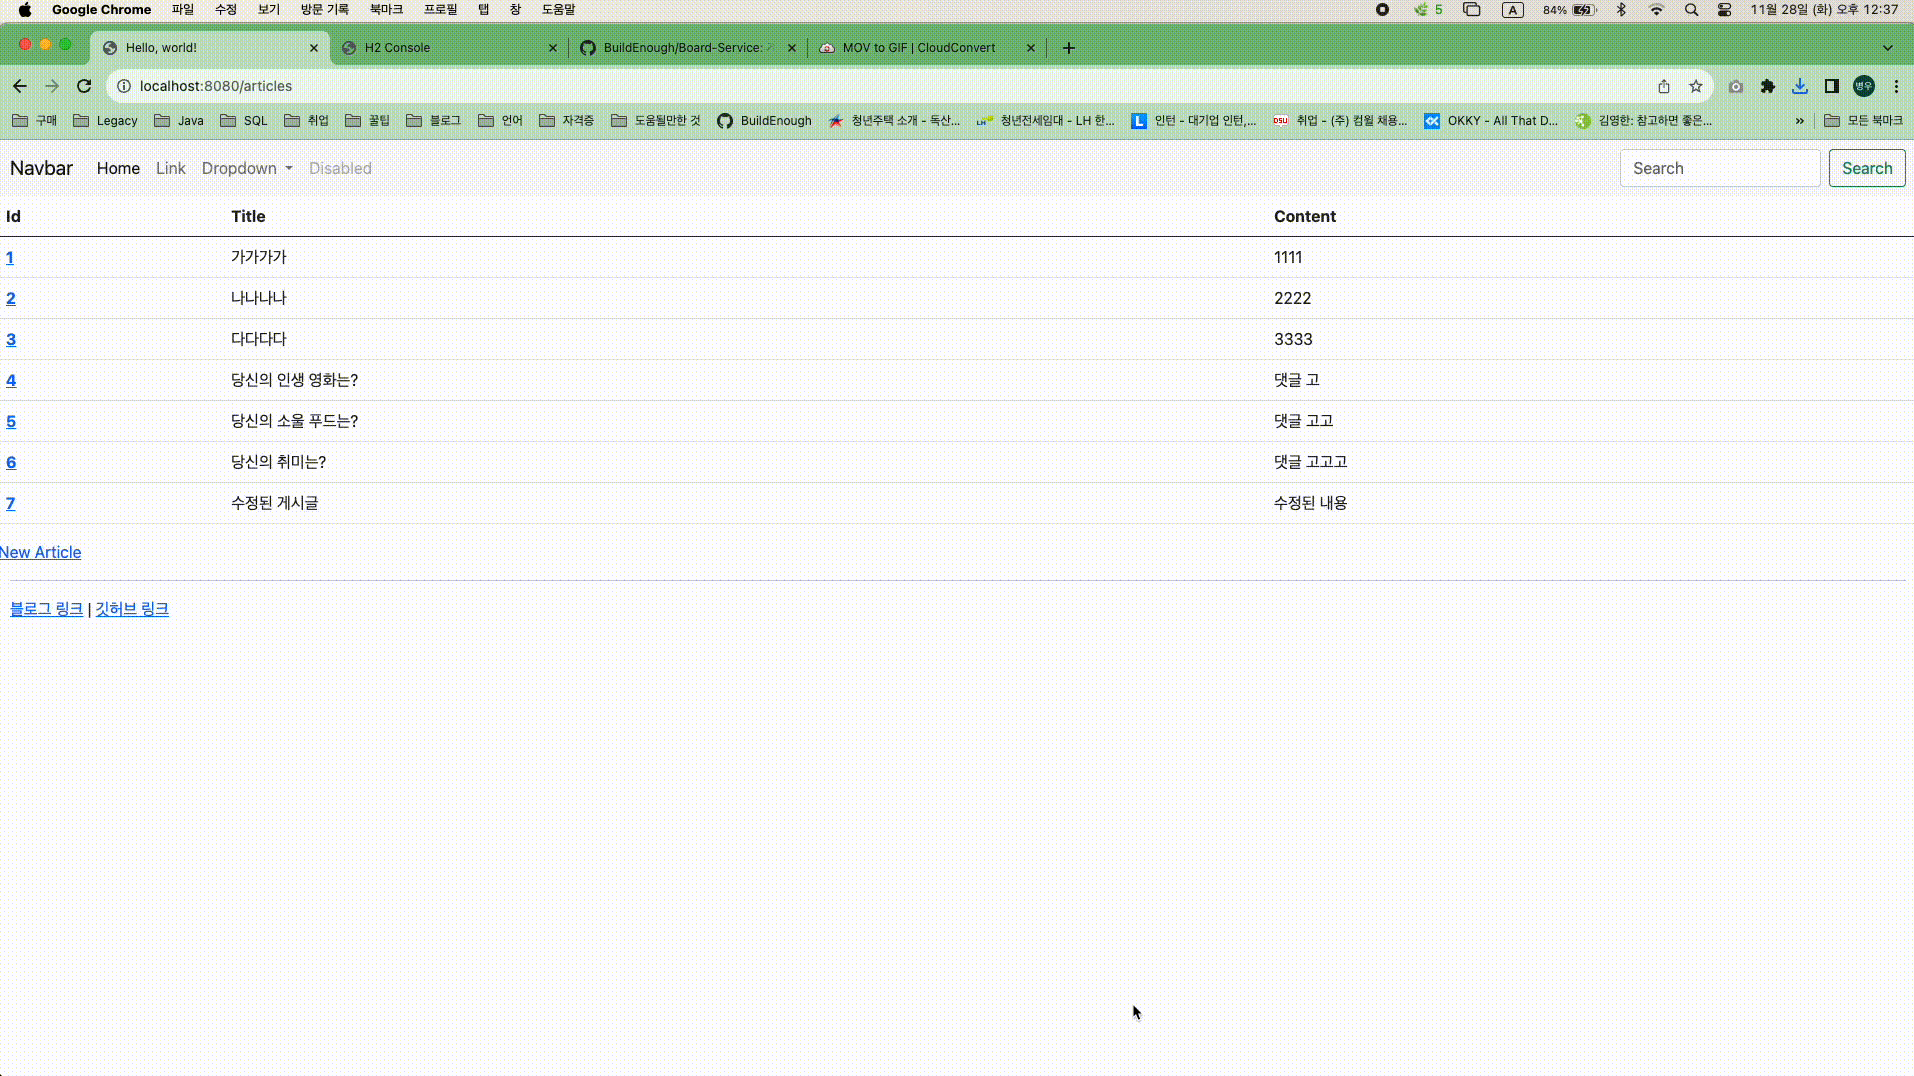 Google Chrome 파일 수정 보기 방문 기록 북마크 프로필 탭 창 도움말 5 A 84% 11월 28일 (화) 오후 12:37
Hello, world! H2 Console BuildEnough/Board-Service: MOV to GIF | CloudConvert
localhost:8080/articles 병우
구매 Legacy Java SQL 취업 꿀팁 블로그 언어 자격증 도움될만한 것 BuildEnough 청년주택 소개 - 독산... LH 청년전세임대 - LH 한... L 인턴 - 대기업 인턴,... DSU 취업 - (주) 컴윌 채용... OKKY - All That D... 김영한: 참고하면 좋은... » 모든 북마크
Navbar Home Link Dropdown Disabled Search Search
Id Title Content
1 가가가가 1111
2 나나나나 2222
3 다다다다 3333
4 당신의 인생 영화는? 댓글 고
5 당신의 소울 푸드는? 댓글 고고
6 당신의 취미는? 댓글 고고고
7 수정된 게시글 수정된 내용
New Article
블로그 링크 | 깃허브 링크